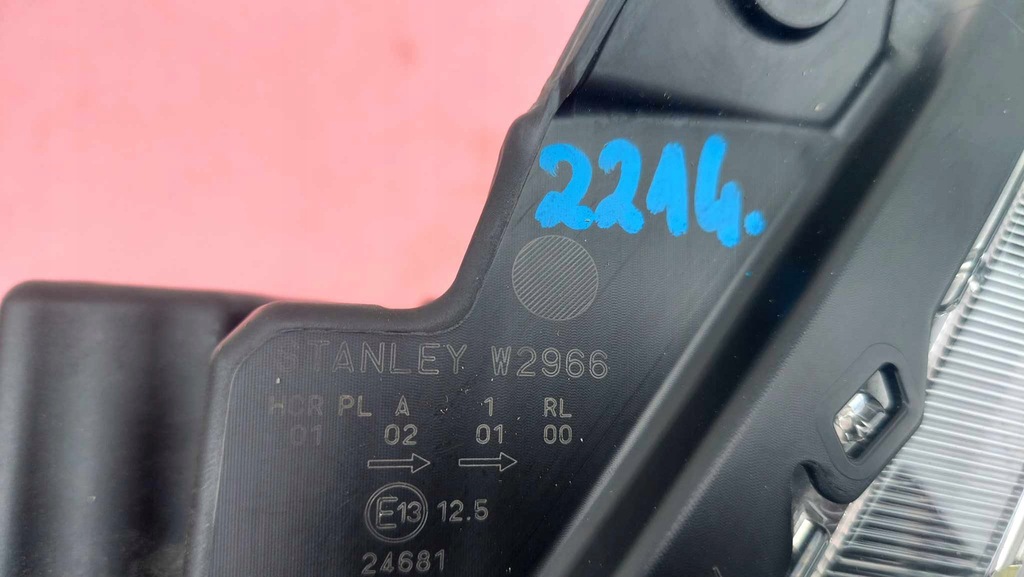 2214.
STANLEY W2966
HCR PL A 1 RL
01 02 01 00
E13 12.5
24681